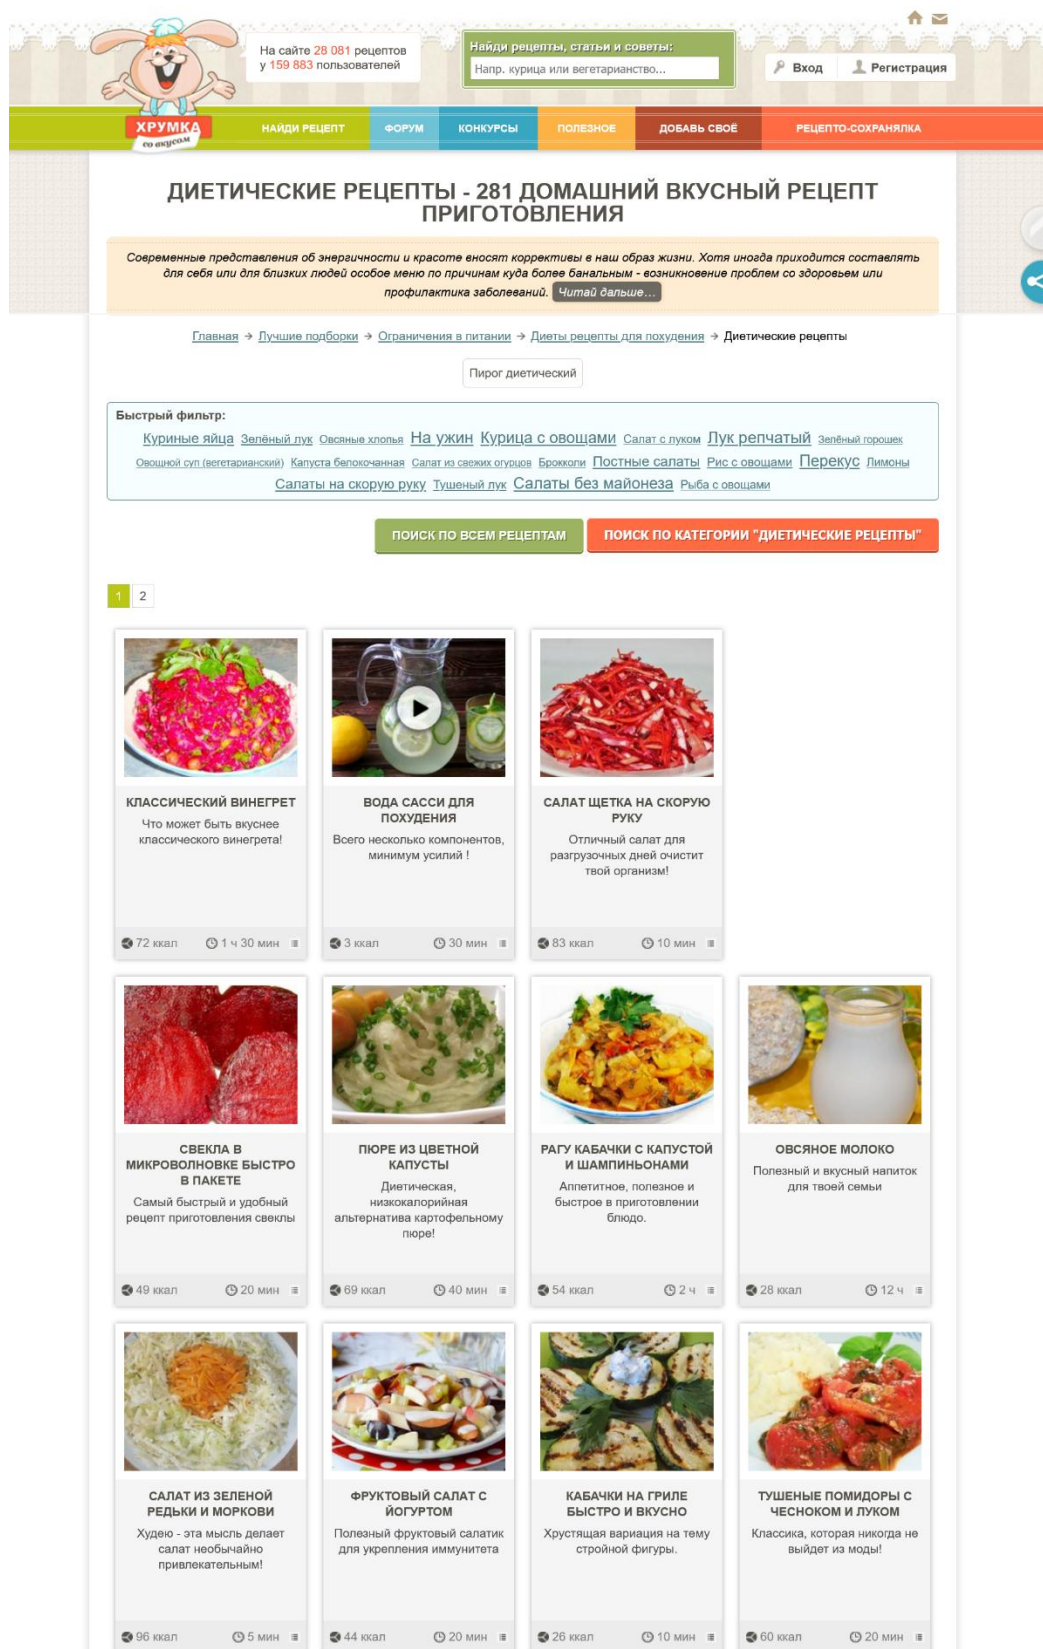 На сайте 28 081 рецептов
у 159 883 пользователей
Найди рецепты, статьи и советы:
Напр. курица или вегетарианство...
Вход
Регистрация
ХРУМКА
со вкусом
НАЙДИ РЕЦЕПТ
ФОРУМ
КОНКУРСЫ
ПОЛЕЗНОЕ
ДОБАВЬ СВОЁ
РЕЦЕПТО-СОХРАНЯЛКА
ДИЕТИЧЕСКИЕ РЕЦЕПТЫ - 281 ДОМАШНИЙ ВКУСНЫЙ РЕЦЕПТ
ПРИГОТОВЛЕНИЯ
Современные представления об энергичности и красоте вносят коррективы в наш образ жизни. Хотя иногда приходится составлять
для себя или для близких людей особое меню по причинам куда более банальным - возникновение проблем со здоровьем или
профилактика заболеваний. Читай дальше...
Главная → Лучшие подборки → Ограничения в питании → Диеты рецепты для похудения → Диетические рецепты
Пирог диетический
Быстрый фильтр:
Куриные яйца Зелёный лук Овсяные хлопья На ужин Курица с овощами Салат с луком Лук репчатый Зелёный горошек
Овощной суп (вегетарианский) Капуста белокочанная Салат из свежих огурцов Брокколи Постные салаты Рис с овощами Перекус Лимоны
Салаты на скорую руку Тушеный лук Салаты без майонеза Рыба с овощами
ПОИСК ПО ВСЕМ РЕЦЕПТАМ
ПОИСК ПО КАТЕГОРИИ "ДИЕТИЧЕСКИЕ РЕЦЕПТЫ"
1 2
КЛАССИЧЕСКИЙ ВИНЕГРЕТ
Что может быть вкуснее
классического винегрета!
72 ккал 1 ч 30 мин
ВОДА САССИ ДЛЯ
ПОХУДЕНИЯ
Всего несколько компонентов,
минимум усилий !
3 ккал 30 мин
САЛАТ ЩЕТКА НА СКОРУЮ
РУКУ
Отличный салат для
разгрузочных дней очистит
твой организм!
83 ккал 10 мин
СВЕКЛА В
МИКРОВОЛНОВКЕ БЫСТРО
В ПАКЕТЕ
Самый быстрый и удобный
рецепт приготовления свеклы
49 ккал 20 мин
ПЮРЕ ИЗ ЦВЕТНОЙ
КАПУСТЫ
Диетическая,
низкокалорийная
альтернатива картофельному
пюре!
69 ккал 40 мин
РАГУ КАБАЧКИ С КАПУСТОЙ
И ШАМПИНЬОНАМИ
Аппетитное, полезное и
быстрое в приготовлении
блюдо.
54 ккал 2 ч
ОВСЯНОЕ МОЛОКО
Полезный и вкусный напиток
для твоей семьи
28 ккал 12 ч
САЛАТ ИЗ ЗЕЛЕНОЙ
РЕДЬКИ И МОРКОВИ
Худею - эта мысль делает
салат необычайно
привлекательным!
96 ккал 5 мин
ФРУКТОВЫЙ САЛАТ С
ЙОГУРТОМ
Полезный фруктовый салатик
для укрепления иммунитета
44 ккал 20 мин
КАБАЧКИ НА ГРИЛЕ
БЫСТРО И ВКУСНО
Хрустящая вариация на тему
стройной фигуры.
26 ккал 10 мин
ТУШЕНЫЕ ПОМИДОРЫ С
ЧЕСНОКОМ И ЛУКОМ
Классика, которая никогда не
выйдет из моды!
60 ккал 20 мин